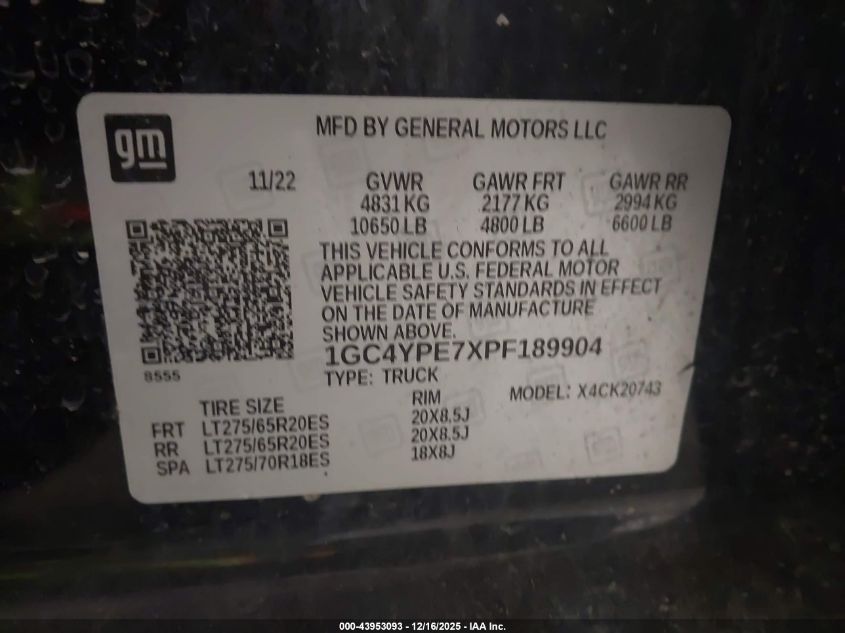 gm
MFD BY GENERAL MOTORS LLC
11/22 GVWR GAWR FRT GAWR RR
4831 KG 2177 KG 2994 KG
10650 LB 4800 LB 6600 LB
THIS VEHICLE CONFORMS TO ALL
APPLICABLE U.S. FEDERAL MOTOR
VEHICLE SAFETY STANDARDS IN EFFECT
ON THE DATE OF MANUFACTURE
SHOWN ABOVE.
1GC4YPE7XPF189904
8555
TYPE: TRUCK
MODEL: X4CK20743
TIRE SIZE RIM
FRT LT275/65R20ES 20X8.5J
RR LT275/65R20ES 20X8.5J
SPA LT275/70R18ES 18X8J
000-43953093 - 12/16/2025 - IAA Inc.